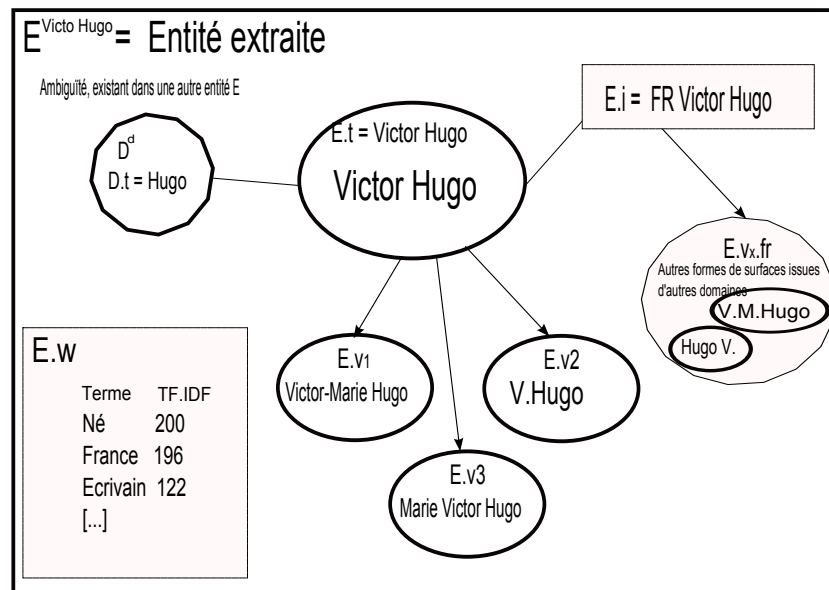 E Victo Hugo = Entité extraite
Ambiguïté, existant dans une autre entité E
D d
D.t = Hugo
E.t = Victor Hugo
Victor Hugo
E.i = FR Victor Hugo
E.vx.fr
Autres formes de surfaces issues
d'autres domaines
V.M.Hugo
Hugo V.
E.v1
Victor-Marie Hugo
E.v2
V.Hugo
E.v3
Marie Victor Hugo
E.w
Terme TF.IDF
Né 200
France 196
Ecrivain 122
[...]